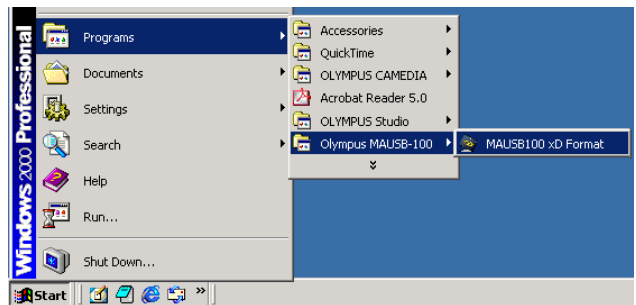 Windows 2000 Professional
Programs
Documents
Settings
Search
Help
Run...
Shut Down...
Accessories
QuickTime
OLYMPUS CAMEDIA
Acrobat Reader 5.0
OLYMPUS Studio
Olympus MAUSB-100
MAUSB100 xD Format
Start